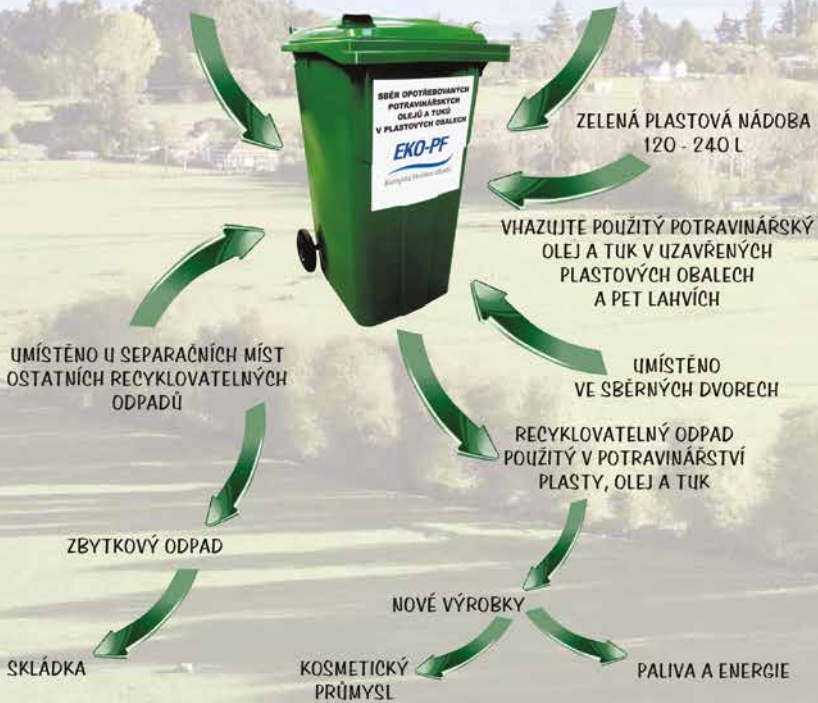 SBĚR OPOTŘEBOVANÝCH
POTRAVINÁŘSKÝCH
OLEJŮ A TUKŮ
V PLASTOVÝCH OBALECH
EKO-PF
ZELENÁ PLASTOVÁ NÁDOBA
120 - 240 L
VHAZUJTE POUŽITÝ POTRAVINÁŘSKÝ
OLEJ A TUK V UZAVŘENÝCH
PLASTOVÝCH OBALECH
A PET LAHVÍCH
UMÍSTĚNO U SEPARAČNÍCH MÍST
OSTATNÍCH RECYKLOVATELNÝCH
ODPADŮ
UMÍSTĚNO
VE SBĚRNÝCH DVORECH
RECYKLOVATELNÝ ODPAD
POUŽITÝ V POTRAVINÁŘSTVÍ
PLASTY, OLEJ A TUK
ZBYTKOVÝ ODPAD
NOVÉ VÝROBKY
SKLÁDKA
KOSMETICKÝ
PRŮMYSL
PALIVA A ENERGIE